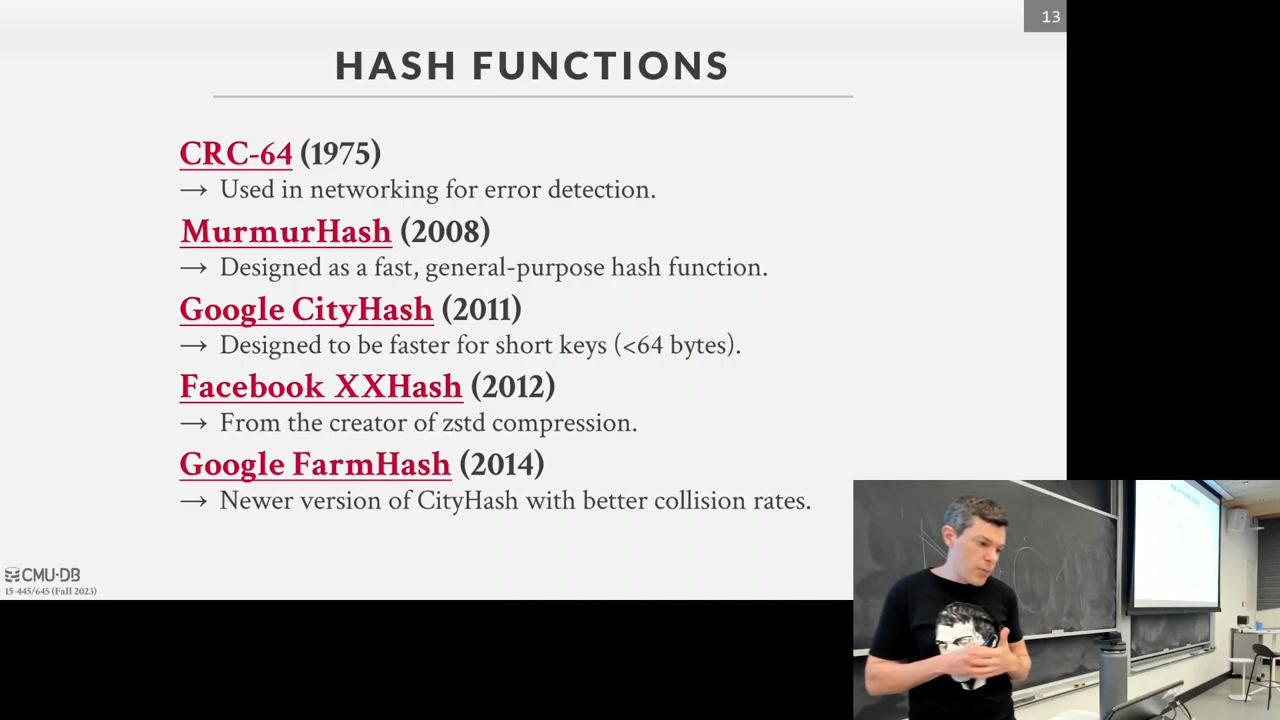 13
HASH FUNCTIONS
CRC-64 (1975)
→ Used in networking for error detection.
MurmurHash (2008)
→ Designed as a fast, general-purpose hash function.
Google CityHash (2011)
→ Designed to be faster for short keys (<64 bytes).
Facebook XXHash (2012)
→ From the creator of zstd compression.
Google FarmHash (2014)
→ Newer version of CityHash with better collision rates.
CMU·DB
15-445/645 (Fall 2023)